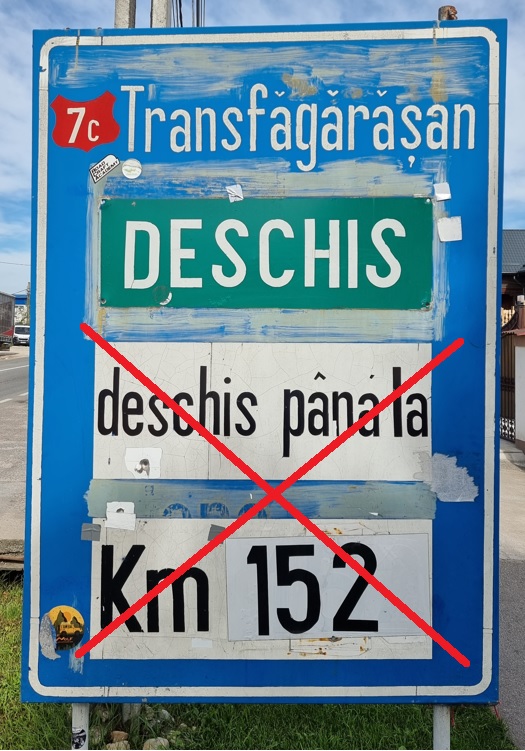 7C Transfăgărășan
DESCHIS
deschis până la
Km 152